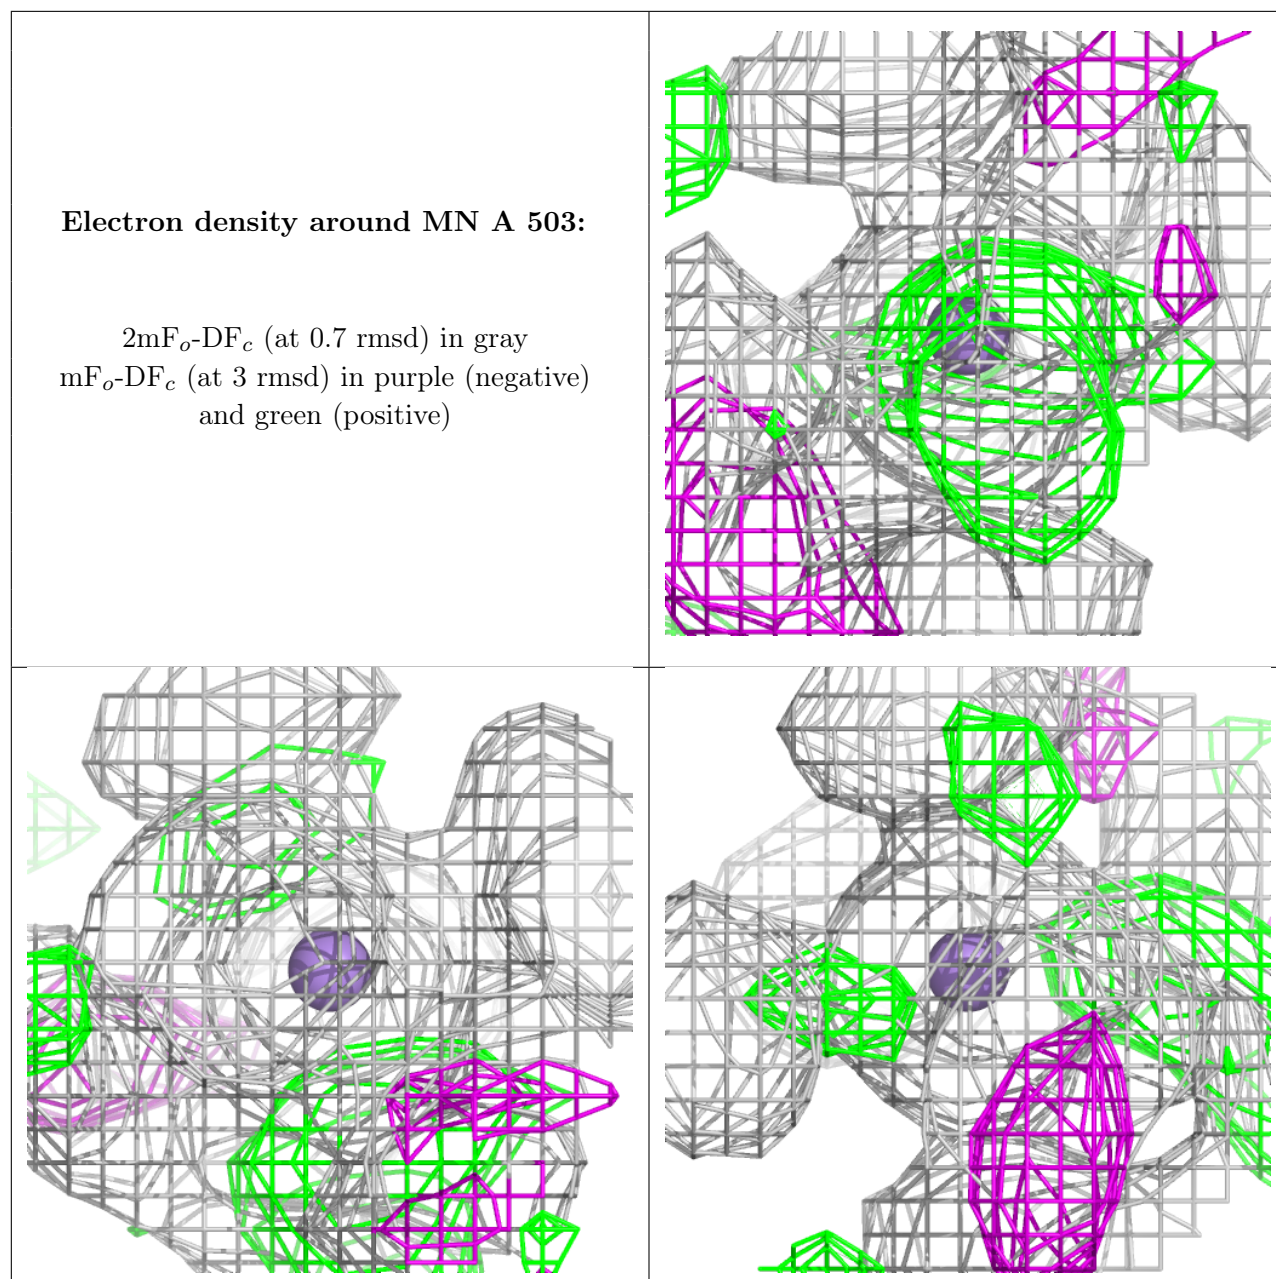 Electron density around MN A 503:
2mFo-DFc (at 0.7 rmsd) in gray
mFo-DFc (at 3 rmsd) in purple (negative)
and green (positive)